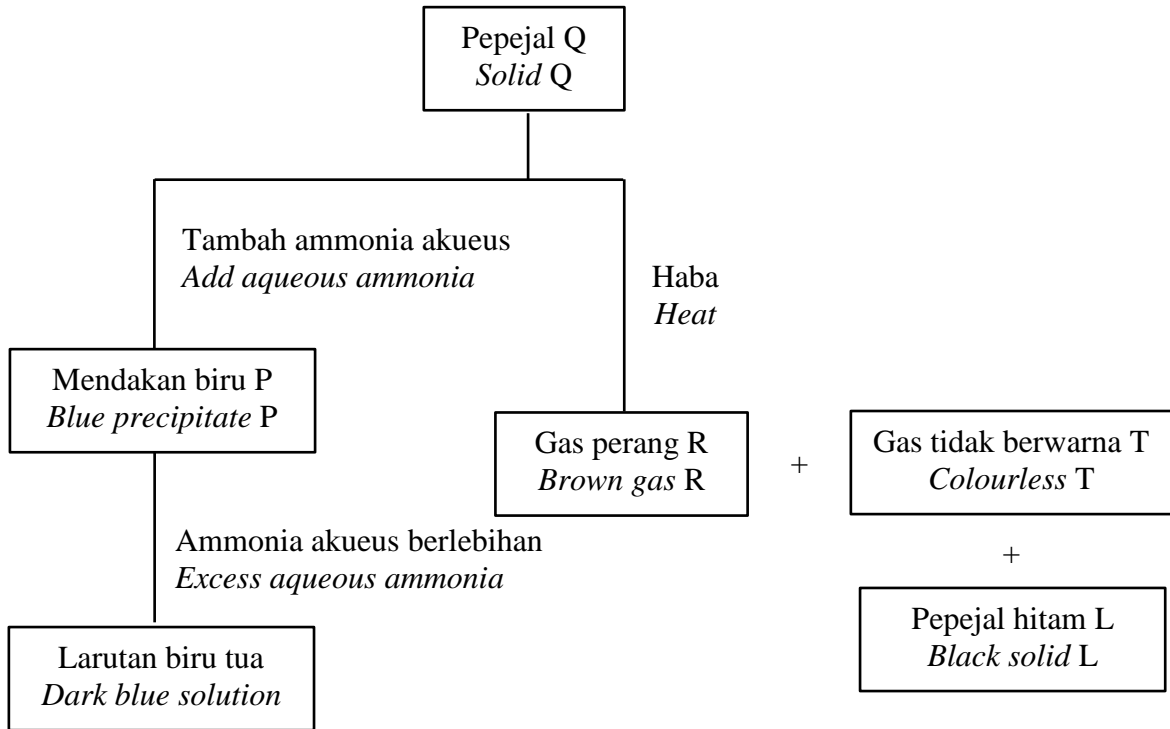 Pepejal Q
Solid Q
Tambah ammonia akueus
Add aqueous ammonia
Haba
Heat
Mendakan biru P
Blue precipitate P
Gas perang R
Brown gas R
+
Gas tidak berwarna T
Colourless T
+
Ammonia akueus berlebihan
Excess aqueous ammonia
Pepejal hitam L
Black solid L
Larutan biru tua
Dark blue solution